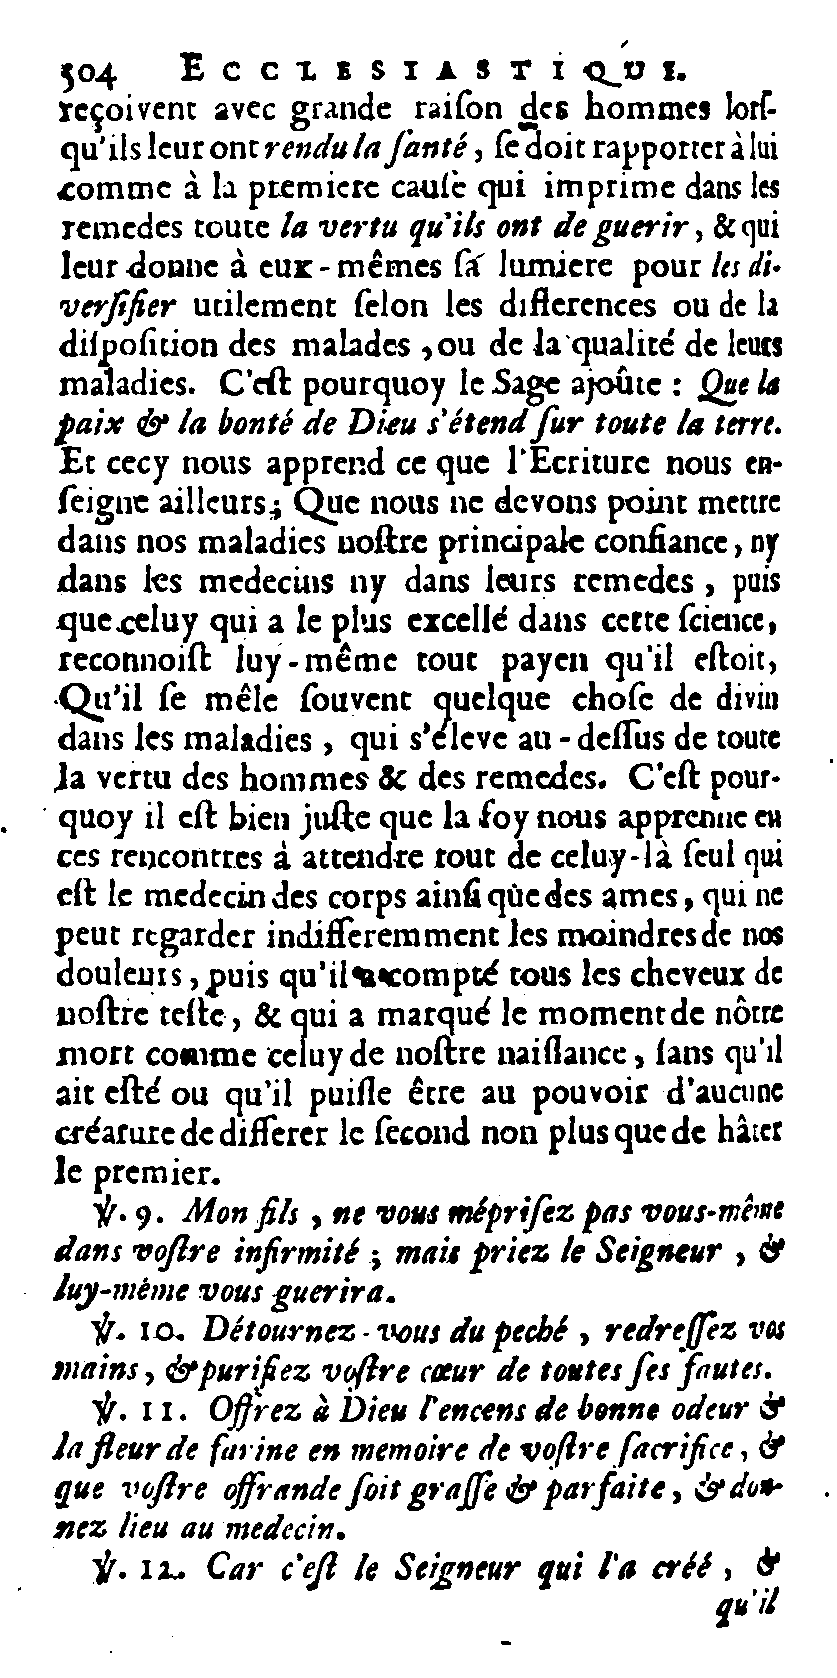 504 ECCLESIASTIQUE.
reçoivent avec grande raiſon des hommes lorſ-
qu'ils leur ont rendu la ſanté, ſe doit rapporter à lui
comme à la premiere cauſe qui imprime dans les
remedes toute la vertu qu'ils ont de guerir, & qui
leur donne à eux-mêmes ſa lumiere pour les di-
verſifier utilement ſelon les differences ou de la
diſpoſition des malades, ou de la qualité de leurs
maladies. C'eſt pourquoy le Sage ajoûte : Que la
paix & la bonté de Dieu s'étend ſur toute la terre.
Et cecy nous apprend ce que l'Ecriture nous en-
ſeigne ailleurs; Que nous ne devons point mettre
dans nos maladies noſtre principale confiance, ny
dans les medecins ny dans leurs remedes, puis
que celuy qui a le plus excellé dans cette ſcience,
reconnoiſt luy-même tout payen qu'il eſtoit,
Qu'il ſe mêle ſouvent quelque choſe de divin
dans les maladies, qui s'éleve au-deſſus de toute
la vertu des hommes & des remedes. C'eſt pour-
quoy il eſt bien juſte que la foy nous apprenne en
ces rencontres à attendre tout de celuy-là ſeul qui
eſt le medecin des corps ainſi que des ames, qui ne
peut regarder indifferemment les moindres de nos
douleurs, puis qu'il a compté tous les cheveux de
noſtre teſte, & qui a marqué le moment de nôtre
mort comme celuy de noſtre naiſſance, ſans qu'il
ait eſté ou qu'il puiſſe être au pouvoir d'aucune
créature de differer le ſecond non plus que de hâter
le premier.
℣. 9. Mon fils, ne vous mépriſez pas vous-même
dans voſtre infirmité ; mais priez le Seigneur, &
luy-même vous guerira.
℣. 10. Détournez-vous du peché, redreſſez vos
mains, & purifiez voſtre cœur de toutes ſes fautes.
℣. 11. Offrez à Dieu l'encens de bonne odeur &
la fleur de farine en memoire de voſtre ſacrifice, &
que voſtre offrande ſoit graſſe & parfaite, & don-
nez lieu au medecin.
℣. 12. Car c'eſt le Seigneur qui l'a créé, &
qu'il